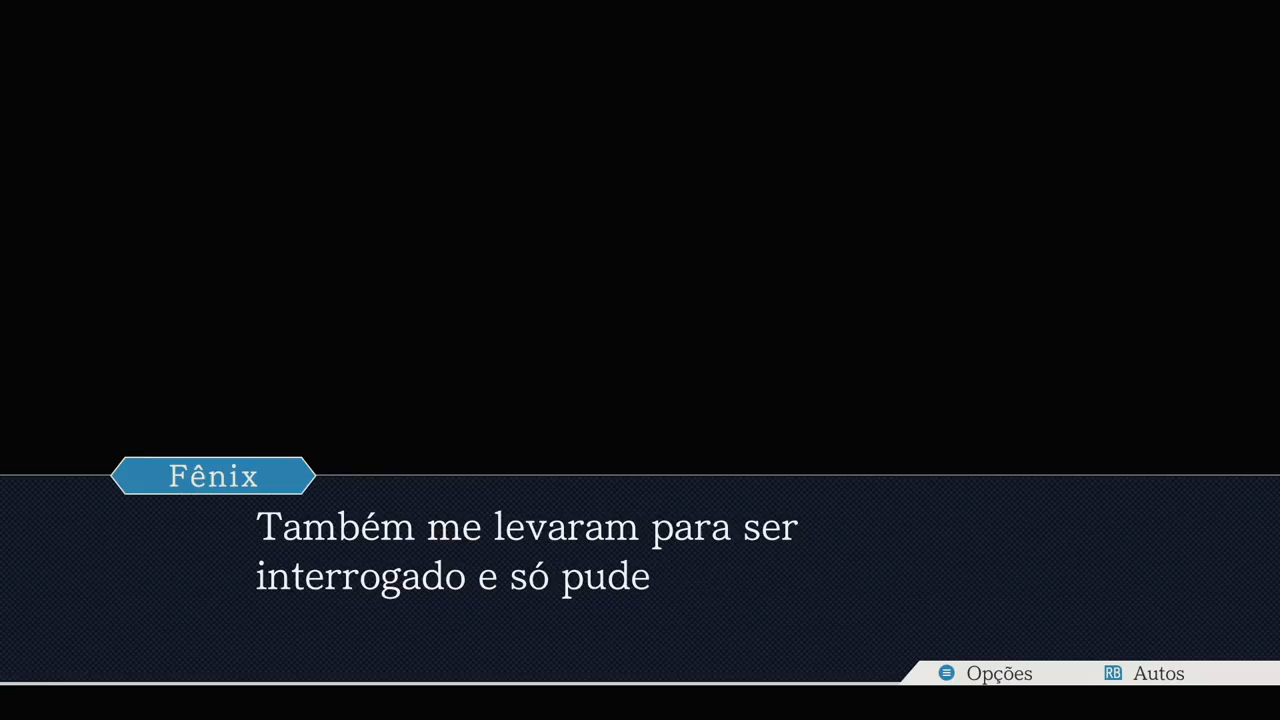 Fênix
Também me levaram para ser
interrogado e só pude
Opções
RB Autos